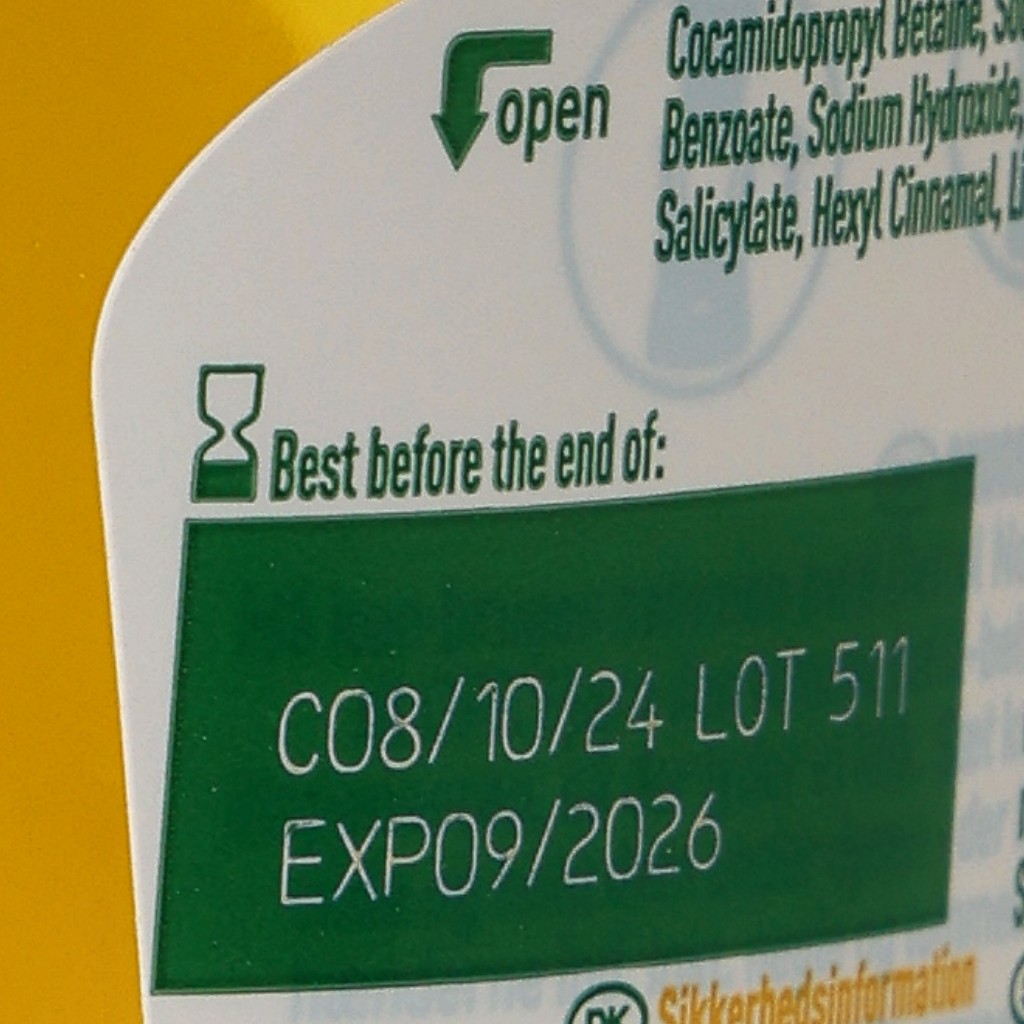 open
Cocamidopropyl Betaine,
Benzoate, Sodium Hydroxide,
Salicylate, Hexyl Cinnamal,
Best before the end of:
C08/10/24 LOT 511
EXP09/2026
DK Sikkerhedsinformation